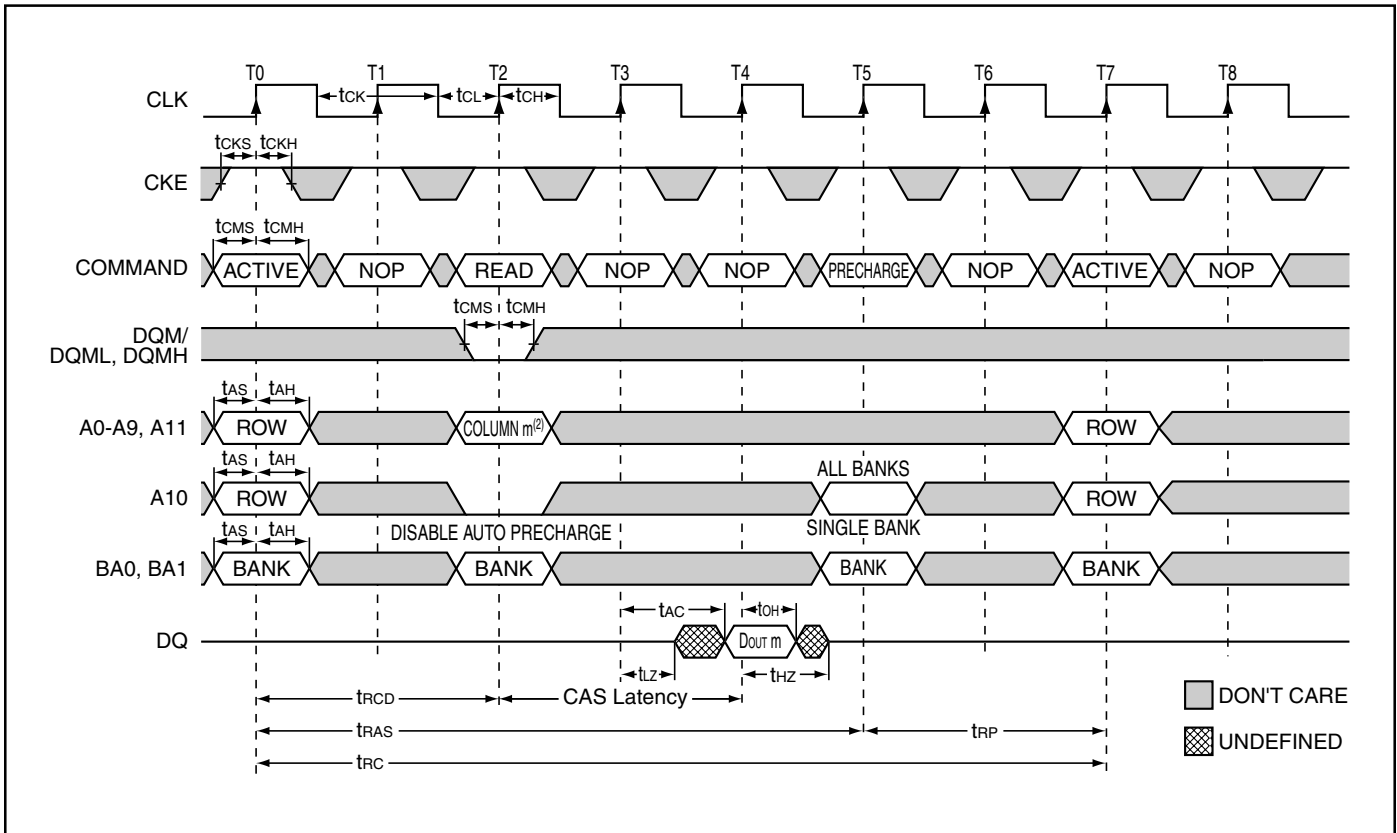 T0 T1 T2 T3 T4 T5 T6 T7 T8
CLK tCK tCL tCH
tCKS tCKH
CKE
tCMS tCMH
COMMAND ACTIVE NOP READ NOP NOP PRECHARGE NOP ACTIVE NOP
tCMS tCMH
DQM/
DQML, DQMH
tAS tAH
A0-A9, A11 ROW COLUMN m(2) ROW
tAS tAH ALL BANKS
A10 ROW ROW
DISABLE AUTO PRECHARGE SINGLE BANK
tAS tAH
BA0, BA1 BANK BANK BANK BANK
tAC tOH
DQ DOUT m
tLZ tHZ
tRCD CAS Latency
DON'T CARE
tRAS tRP
UNDEFINED
tRC